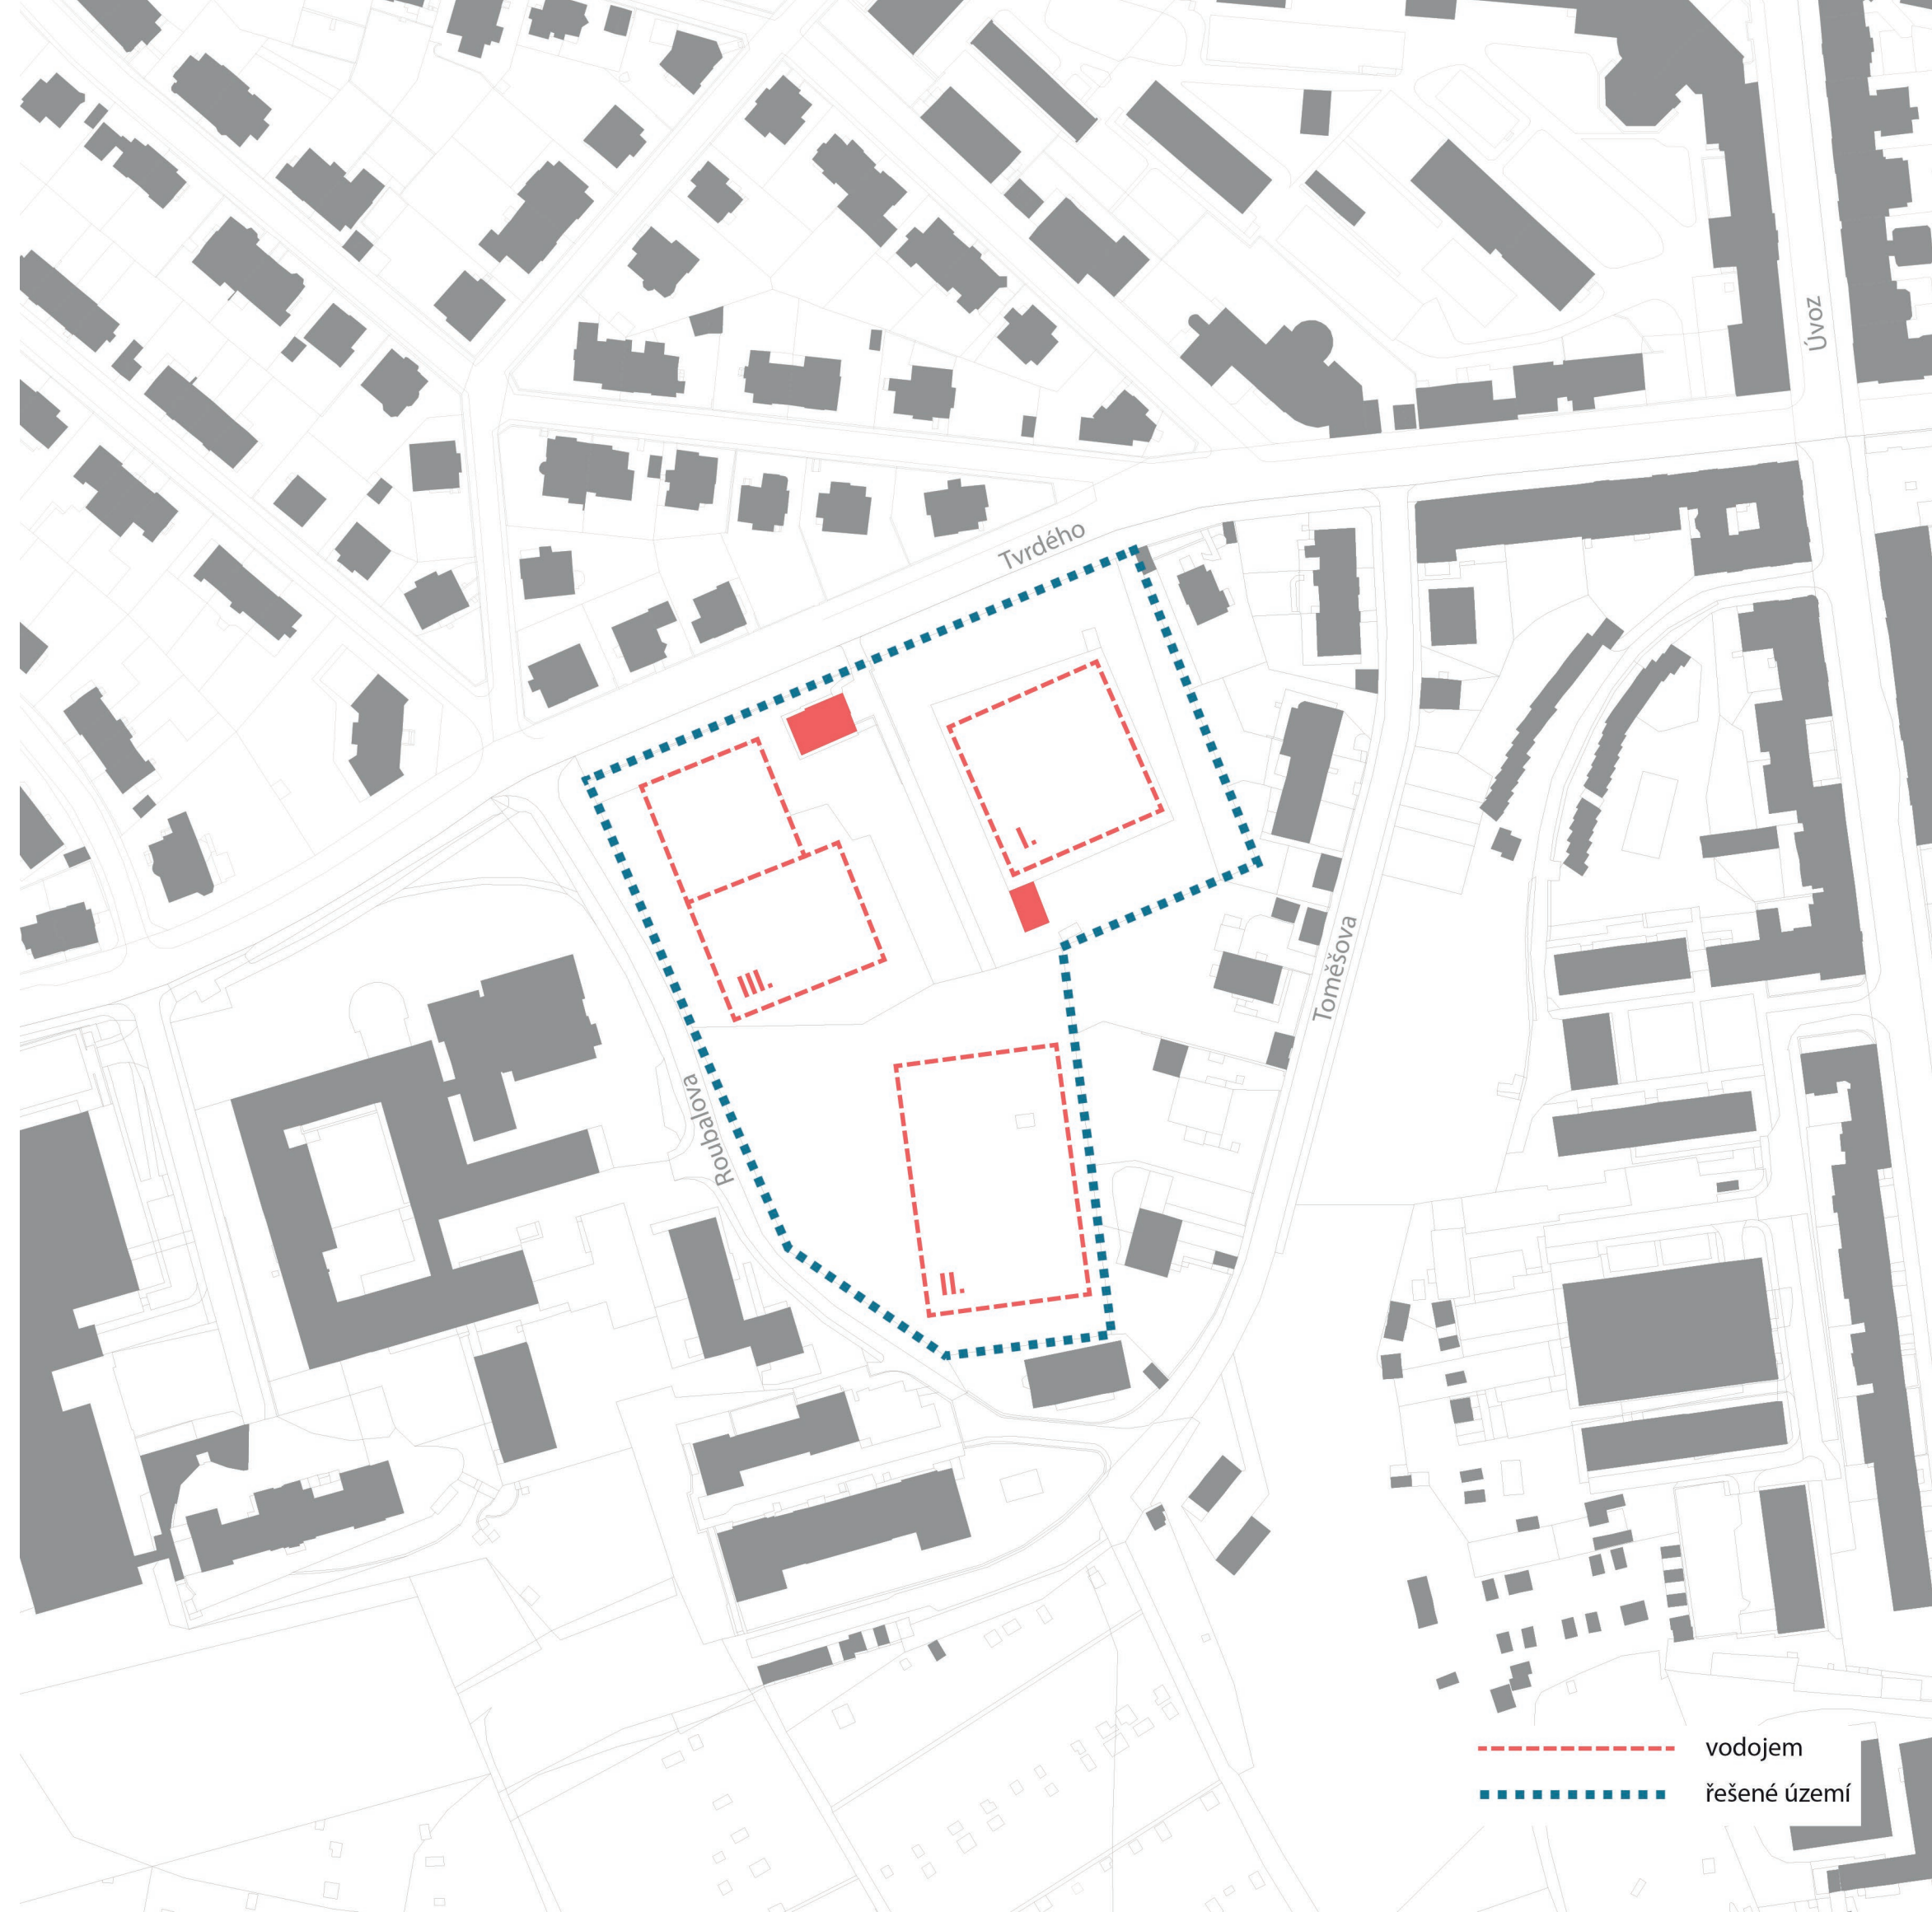 Úvoz
Tvrdého
I.
III.
Toměšova
Roubalova
II.
vodojem
řešené území